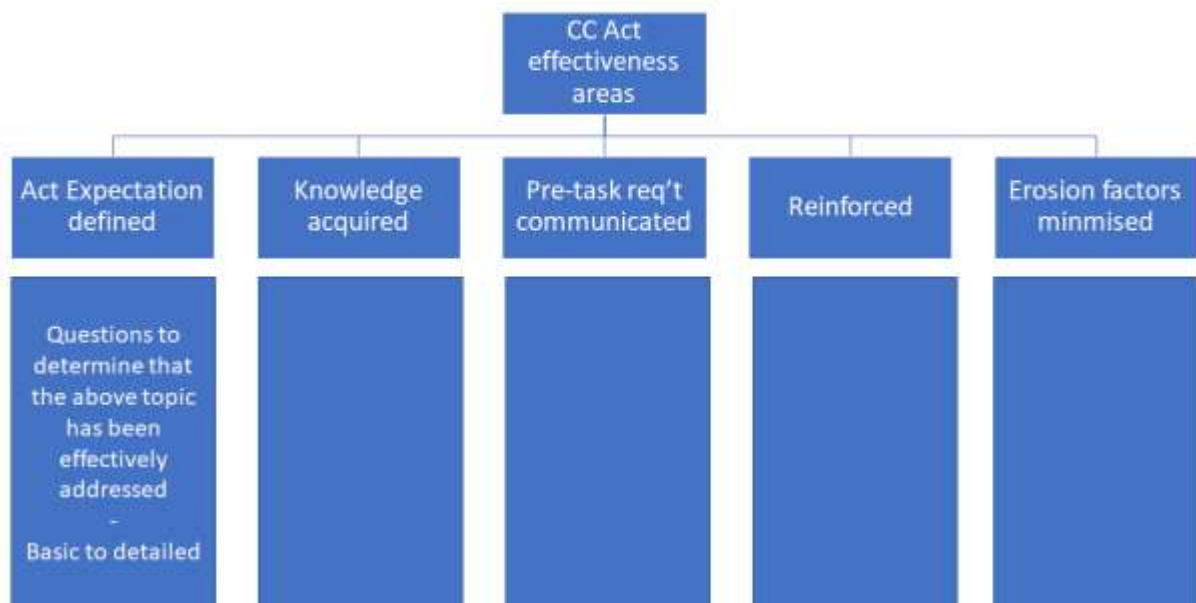 CC Act
effectiveness
areas
Act Expectation
defined
Knowledge
acquired
Pre-task req't
communicated
Reinforced
Erosion factors
minmised
Questions to
determine that
the above topic
has been
effectively
addressed
-
Basic to detailed